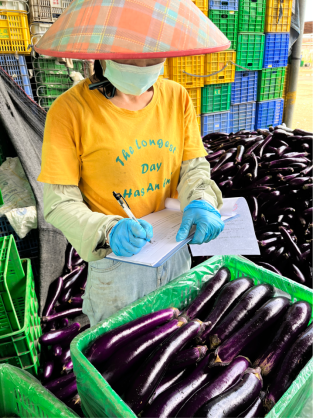 The Longest
Day
Has An